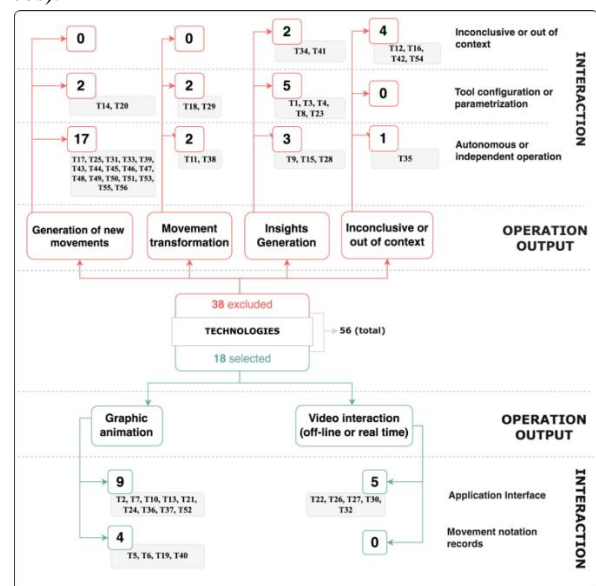 0
0
2
T34, T41
4
T12, T16,
T42, T54
Inconclusive or out of
context
2
T14, T20
2
T18, T29
5
T1, T3, T4,
T8, T23
0
Tool configuration or
parametrization
17
T17, T25, T31, T33, T39,
T43, T44, T45, T46, T47,
T48, T49, T50, T51, T53,
T55, T56
2
T11, T38
3
T9, T15, T28
1
T35
Autonomous or
independent operation
INTERACTION
Generation of new
movements
Movement
transformation
Insights
Generation
Inconclusive or
out of context
OPERATION
OUTPUT
38 excluded
TECHNOLOGIES
56 (total)
18 selected
Graphic
animation
Video interaction
(off-line or real time)
OPERATION
OUTPUT
9
T2, T7, T10, T13, T21,
T24, T36, T37, T52
5
T22, T26, T27, T30,
T32
Application Interface
4
T5, T6, T19, T40
0
Movement notation
records
INTERACTION